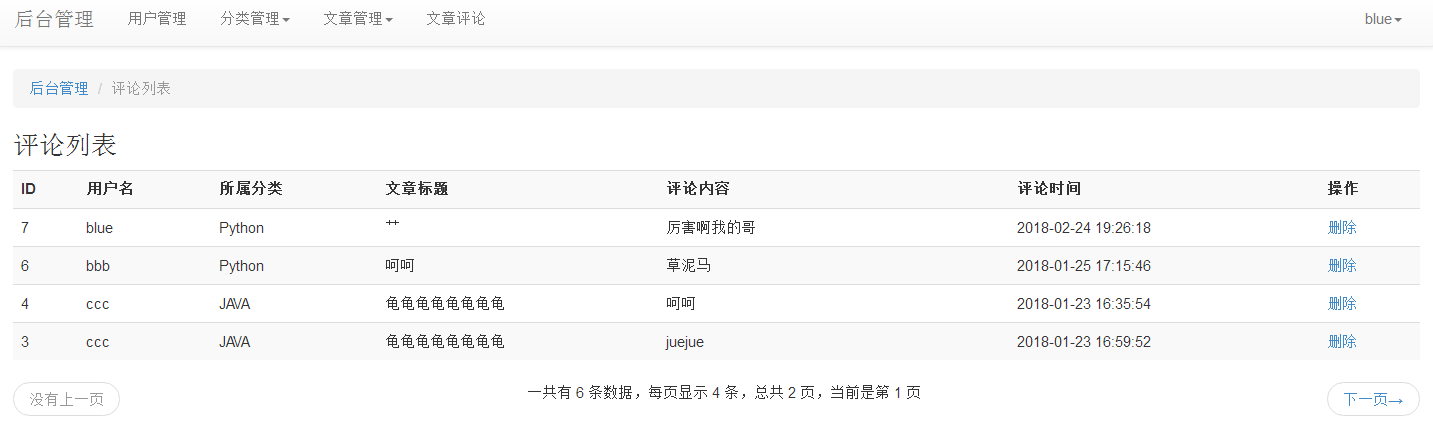 后台管理 用户管理 分类管理 文章管理 文章评论 blue
后台管理 / 评论列表
评论列表
ID 用户名 所属分类 文章标题 评论内容 评论时间 操作
7 blue Python 艹 厉害啊我的哥 2018-02-24 19:26:18 删除
6 bbb Python 呵呵 草泥马 2018-01-25 17:15:46 删除
4 ccc JAVA 龟龟龟龟龟龟龟龟 呵呵 2018-01-23 16:35:54 删除
3 ccc JAVA 龟龟龟龟龟龟龟龟 juejue 2018-01-23 16:59:52 删除
没有上一页 一共有 6 条数据，每页显示 4 条，总共 2 页，当前是第 1 页 下一页→